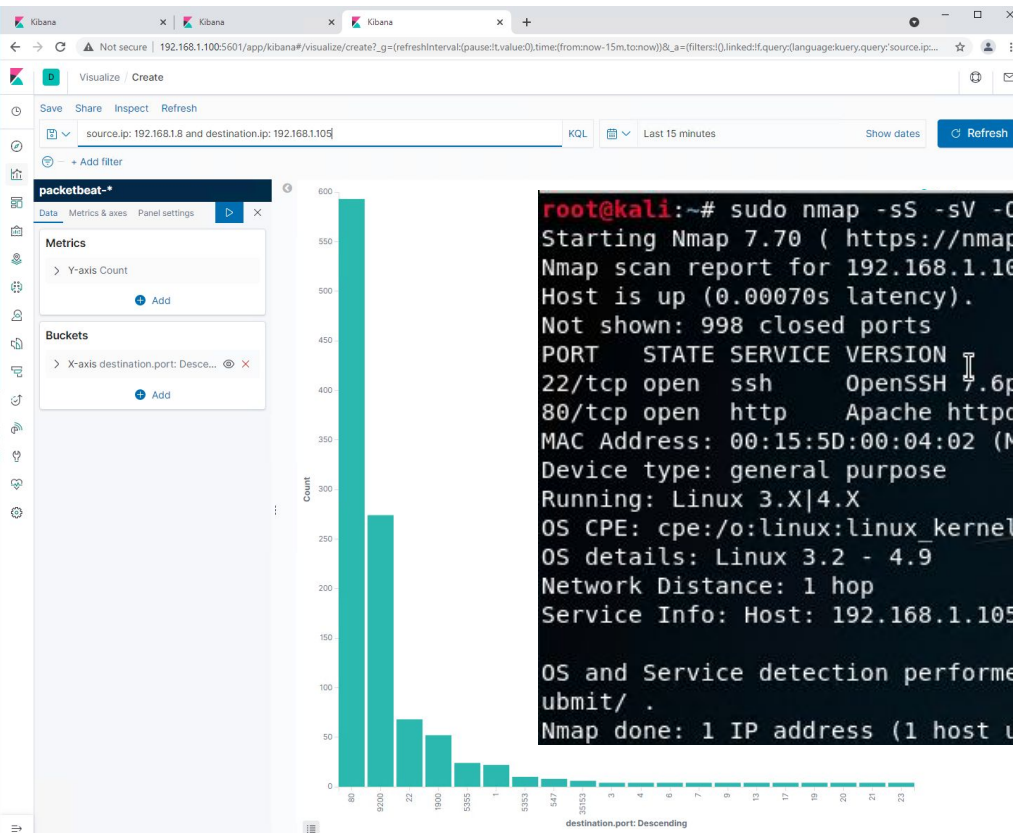 Kibana
Kibana
Kibana
Not secure | 192.168.1.100:5601/app/kibana#/visualize/create?_g=(refreshInterval:(pause:!t,value:0),time:(from:now-15m,to:now))&_a=(filters:!(),linked:!f,query:(language:kuery,query:'source.ip:...
D Visualize / Create
Save Share Inspect Refresh
source.ip: 192.168.1.8 and destination.ip: 192.168.1.105 KQL Last 15 minutes Show dates Refresh
+ Add filter
packetbeat-*
Data Metrics & axes Panel settings
Metrics
Y-axis Count
Add
Buckets
X-axis destination.port: Desce...
Add
600
550
500
450
400
350
300
250
200
150
100
50
0
Count
80
9200
22
1900
5355
1
5353
547
35153
3
4
6
7
9
13
17
19
20
21
23
destination.port: Descending
root@kali:~# sudo nmap -sS -sV -O
Starting Nmap 7.70 ( https://nmap
Nmap scan report for 192.168.1.10
Host is up (0.00070s latency).
Not shown: 998 closed ports
PORT STATE SERVICE VERSION
22/tcp open ssh OpenSSH 7.6p
80/tcp open http Apache httpd
MAC Address: 00:15:5D:00:04:02 (M
Device type: general purpose
Running: Linux 3.X|4.X
OS CPE: cpe:/o:linux:linux_kernel
OS details: Linux 3.2 - 4.9
Network Distance: 1 hop
Service Info: Host: 192.168.1.105
OS and Service detection performe
ubmit/ .
Nmap done: 1 IP address (1 host u